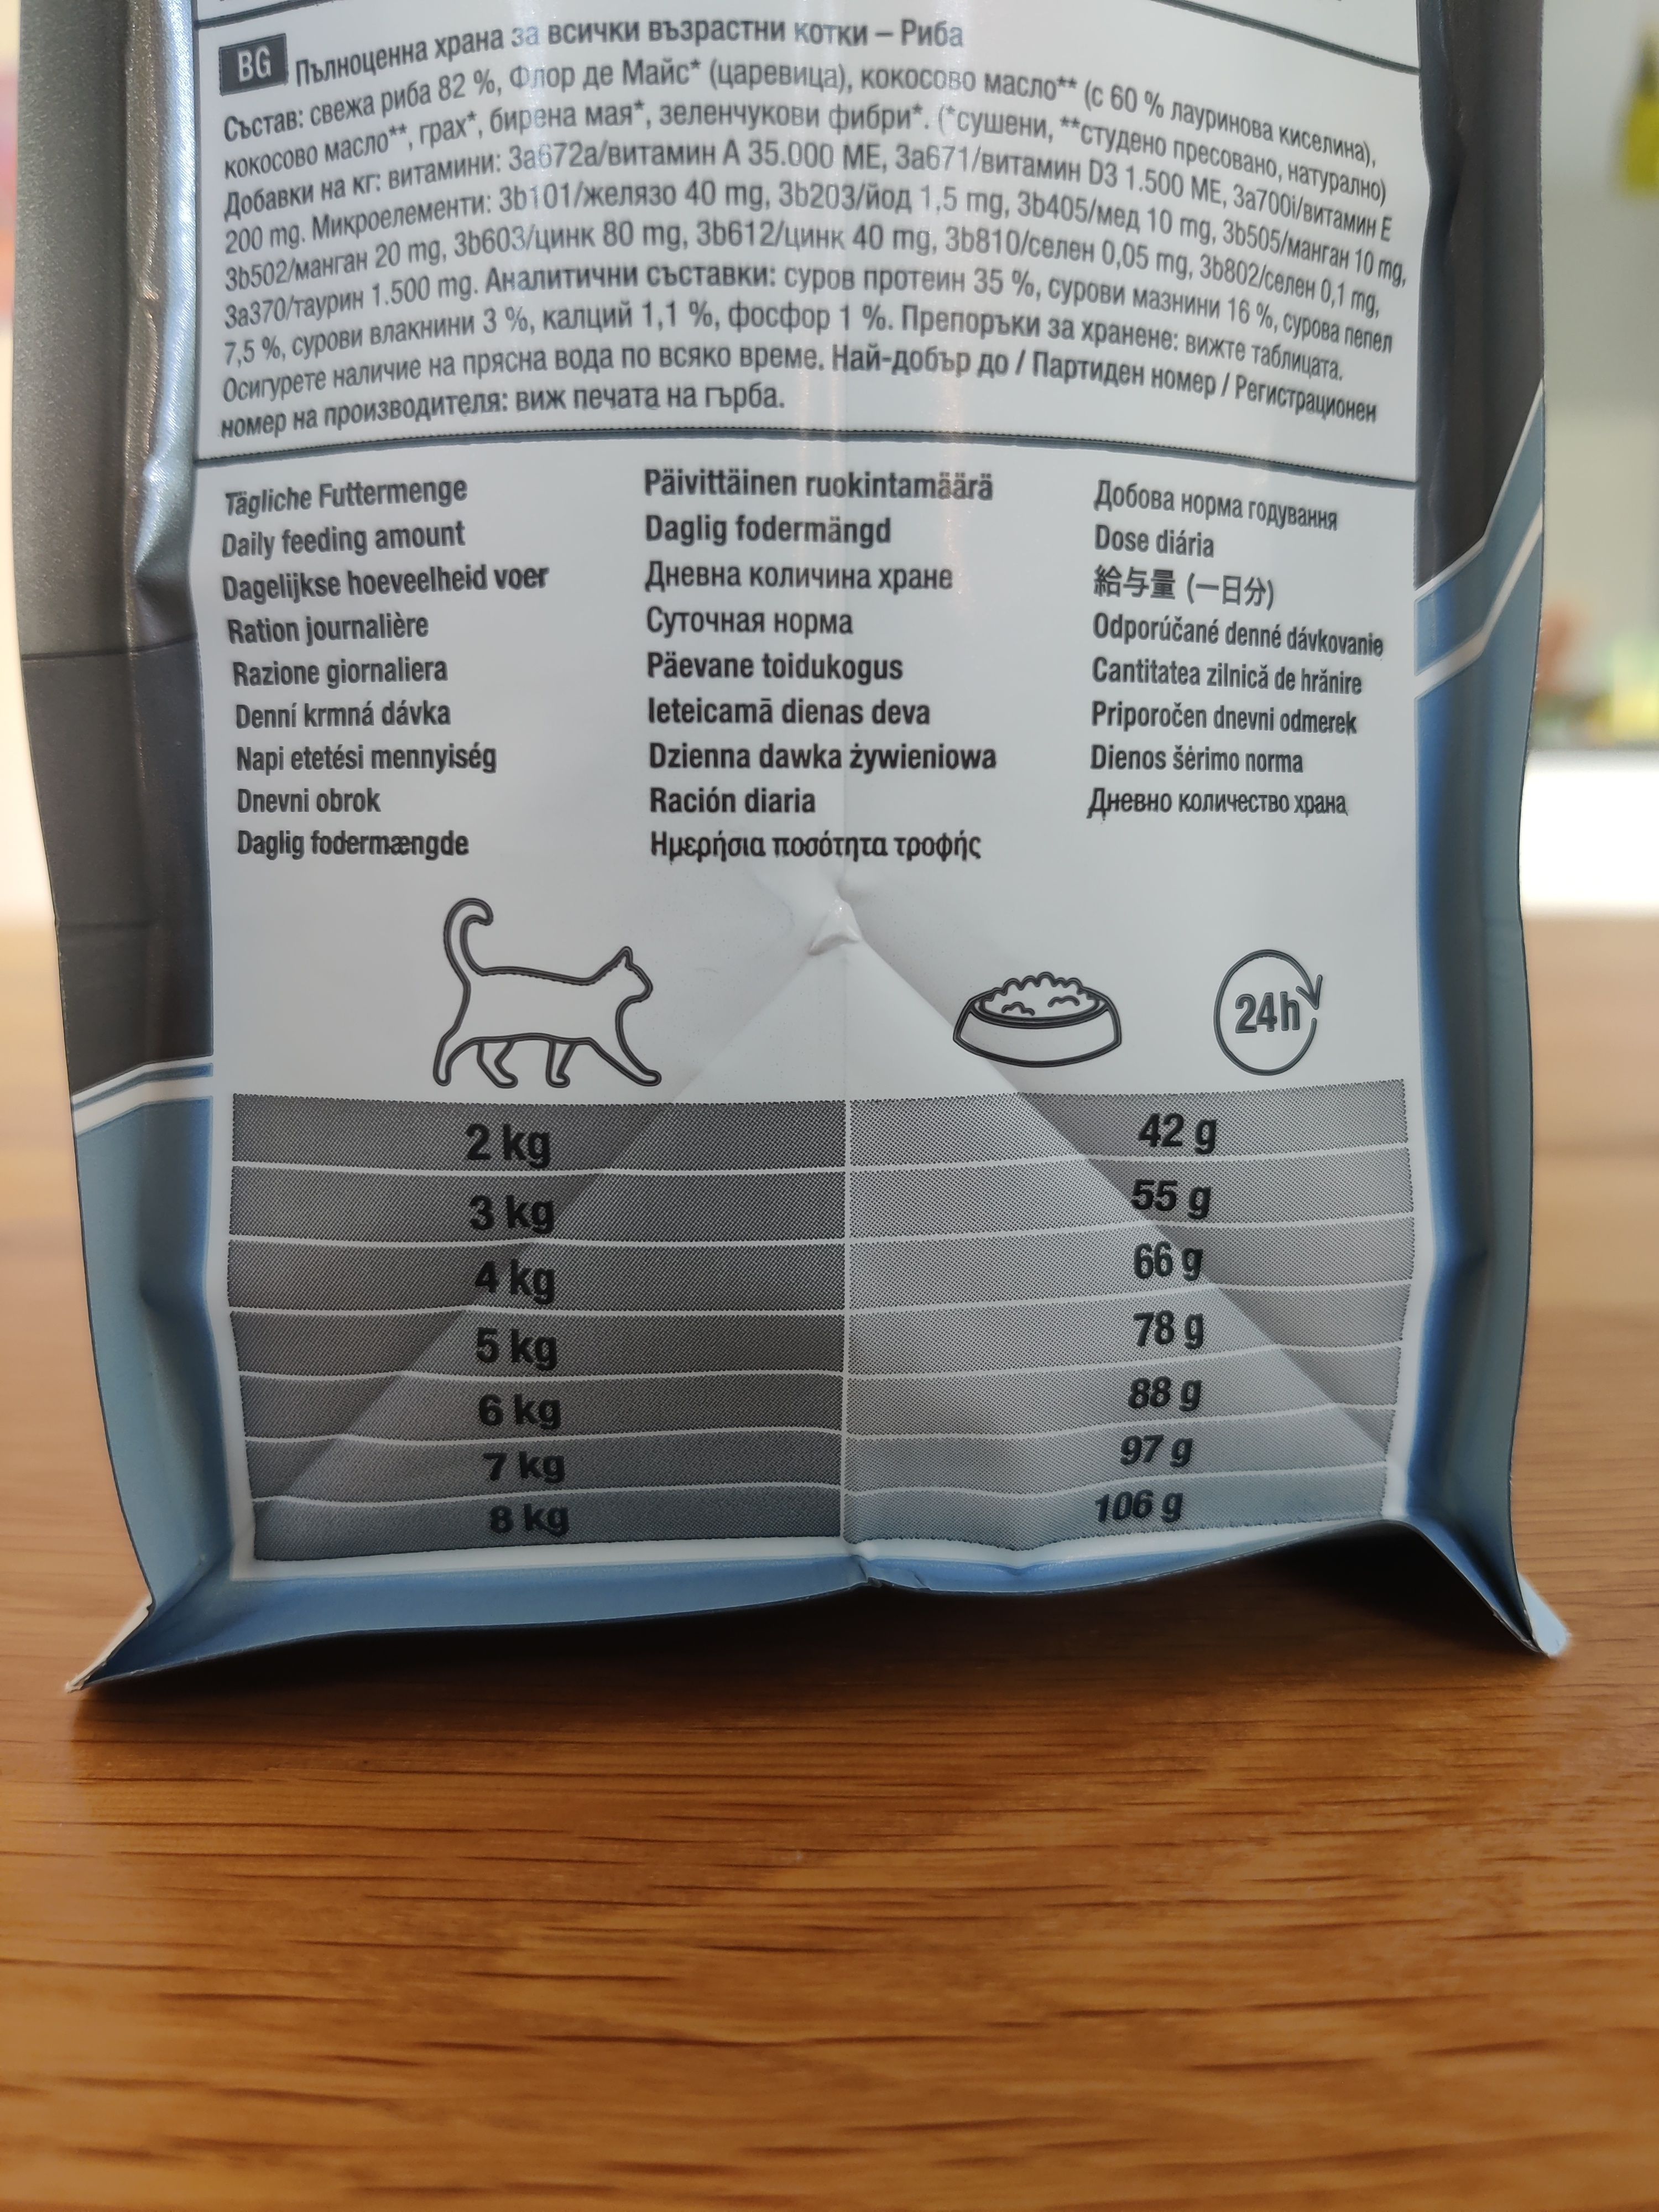 BG Пълноценна храна за всички възрастни котки – Риба
Състав: свежа риба 82 %, Флор де Майс* (царевица), кокосово масло** (с 60 % лауринова киселина),
кокосово масло**, грах*, бирена мая*, зеленчукови фибри*. (*сушени, **студено пресовано, натурално)
Добавки на кг: витамини: 3a672a/витамин A 35.000 ME, 3a671/витамин D3 1.500 ME, 3a700i/витамин E
200 mg. Микроелементи: 3b101/желязо 40 mg, 3b203/йод 1,5 mg, 3b405/мед 10 mg, 3b505/манган 10 mg,
3b502/манган 20 mg, 3b603/цинк 80 mg, 3b612/цинк 40 mg, 3b810/селен 0,05 mg, 3b802/селен 0,1 mg,
3a370/таурин 1.500 mg. Аналитични съставки: суров протеин 35 %, сурови мазнини 16 %, сурова пепел
7,5 %, сурови влакнини 3 %, калций 1,1 %, фосфор 1 %. Препоръки за хранене: вижте таблицата.
Осигурете наличие на прясна вода по всяко време. Най-добър до / Партиден номер / Регистрационен
номер на производителя: виж печата на гърба.
Tägliche Futtermenge
Daily feeding amount
Dagelijkse hoeveelheid voer
Ration journalière
Razione giornaliera
Denní krmná dávka
Napi etetési mennyiség
Dnevni obrok
Daglig fodermængde
Päivittäinen ruokintamäärä
Daglig fodermängd
Дневна количина хране
Суточная норма
Päevane toidukogus
Ieteicamā dienas deva
Dzienna dawka żywieniowa
Ración diaria
Ημερήσια ποσότητα τροφής
Добова норма годування
Dose diária
給与量 (一日分)
Odporúčané denné dávkovanie
Cantitatea zilnică de hrănire
Priporočen dnevni odmerek
Dienos šėrimo norma
Дневно количество храна
24h
2 kg 42 g
3 kg 55 g
4 kg 66 g
5 kg 78 g
6 kg 88 g
7 kg 97 g
8 kg 106 g